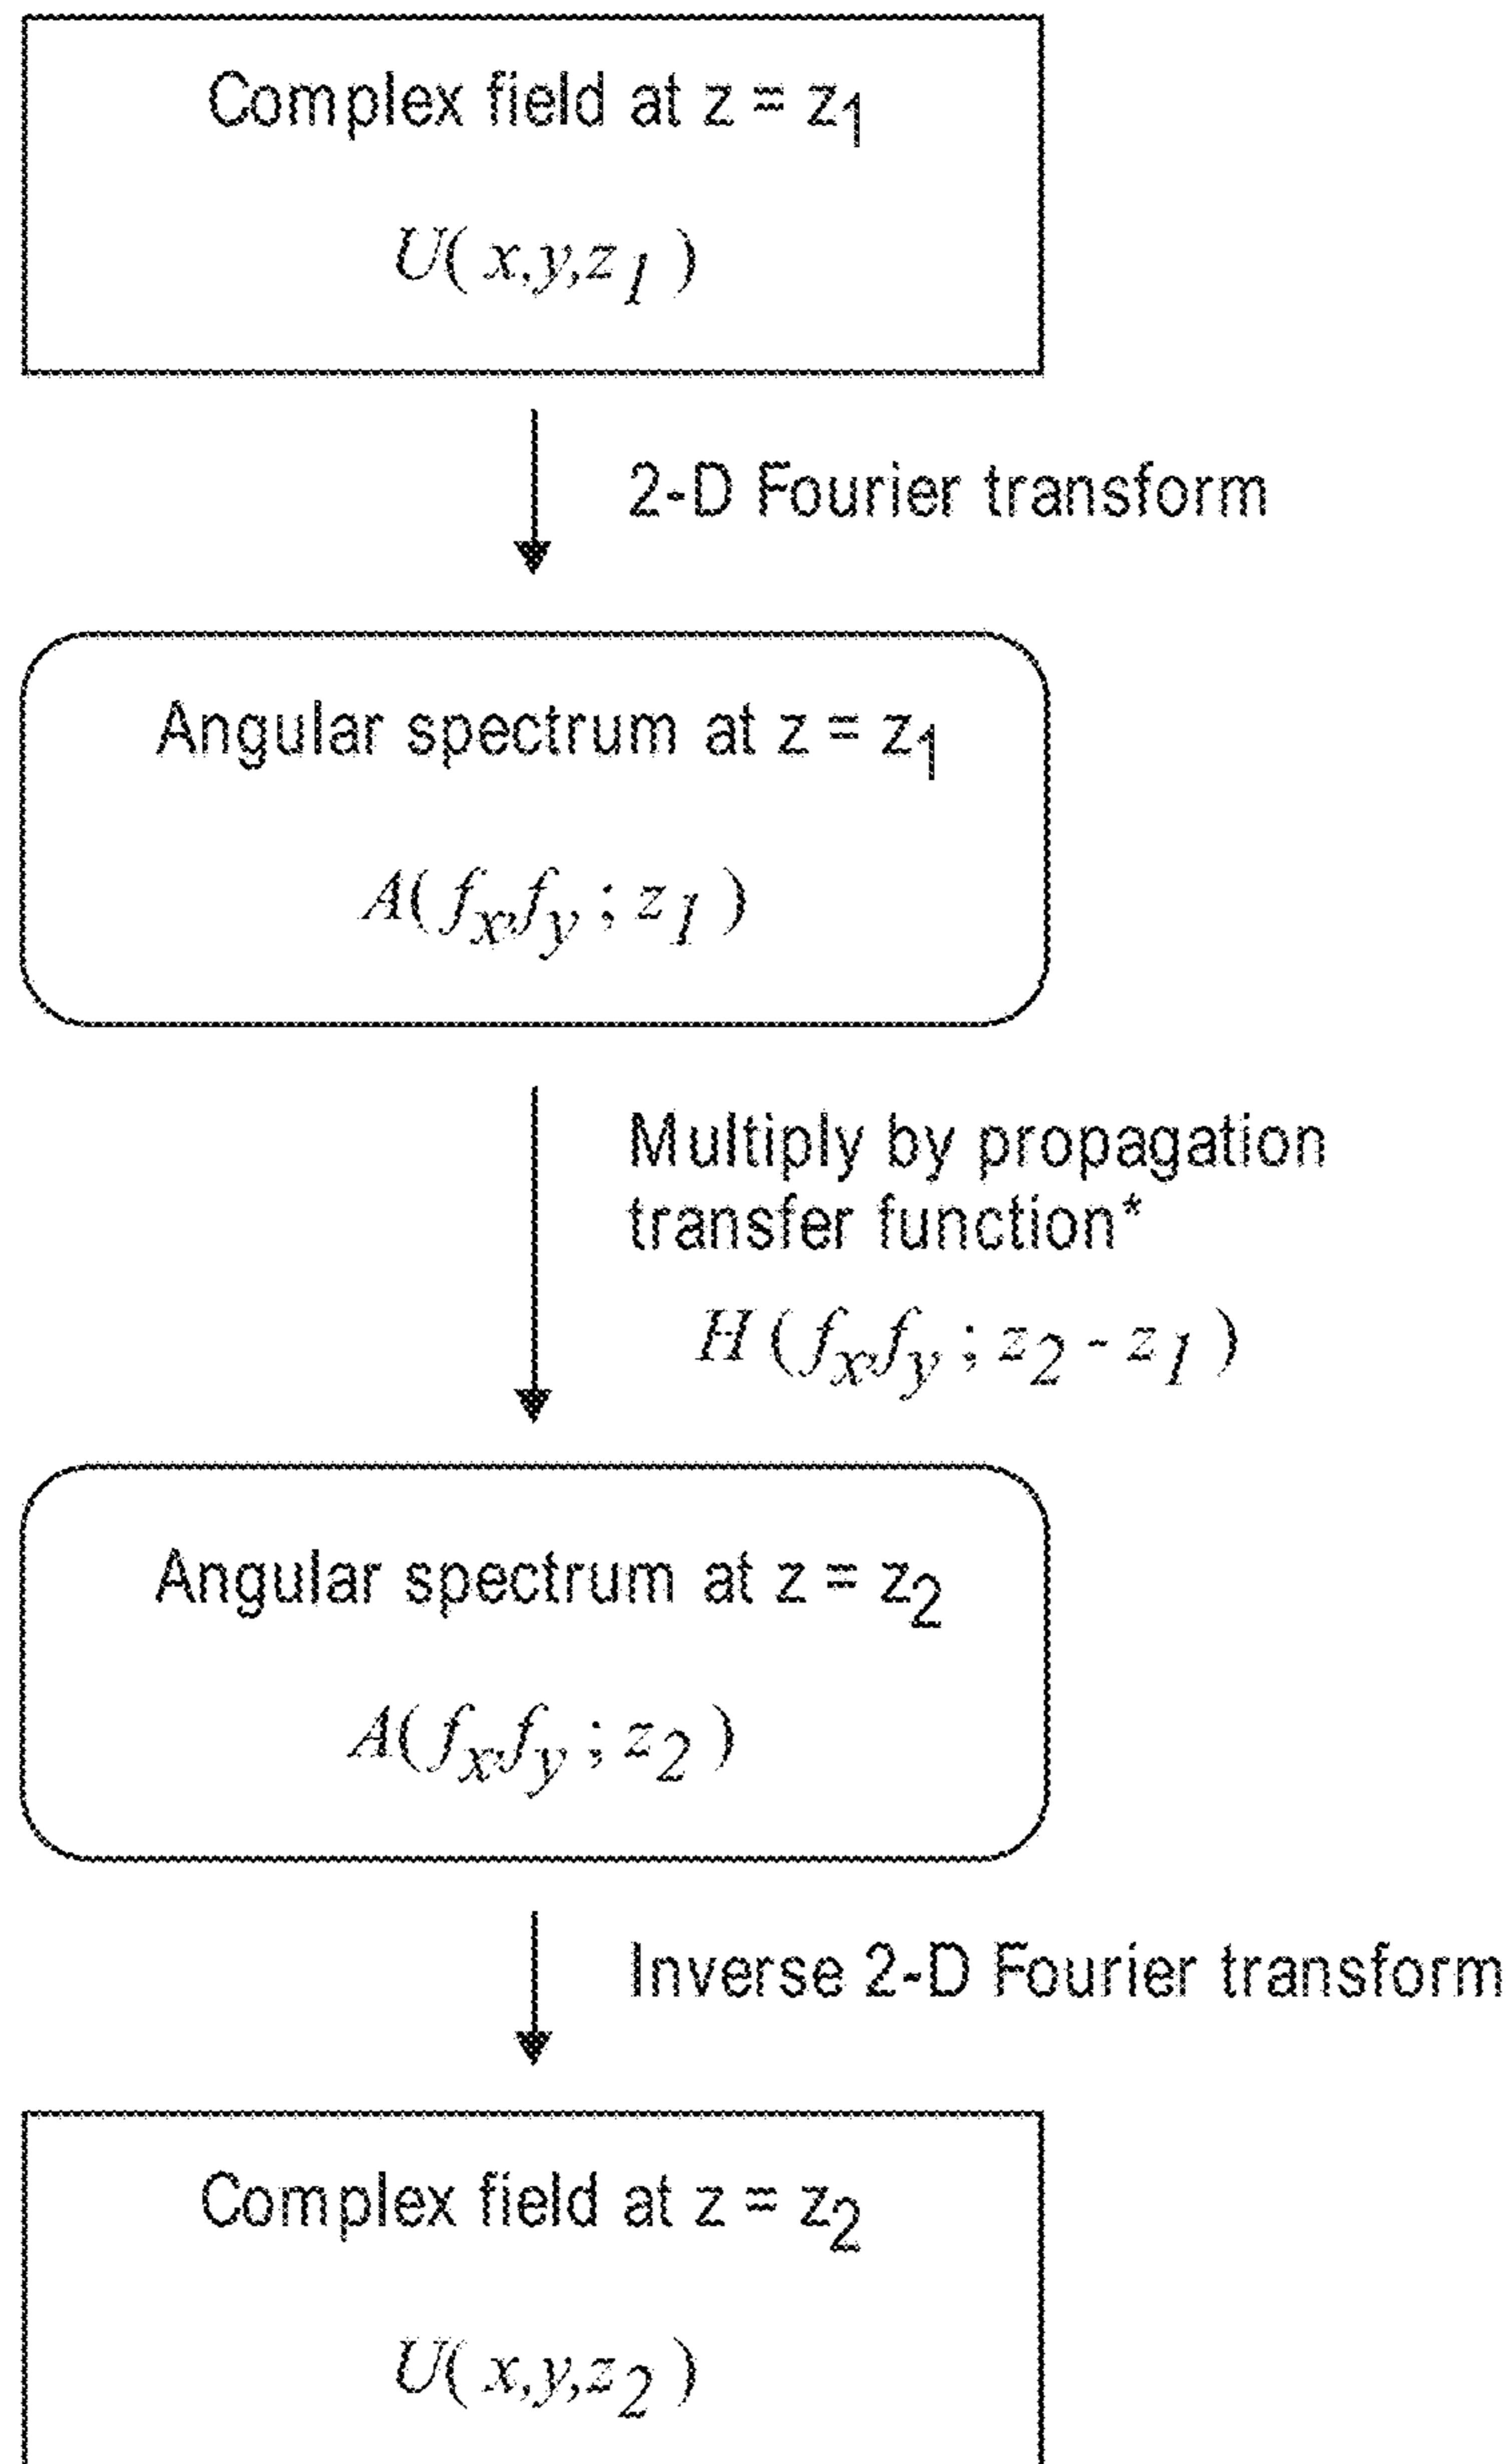 Complex field at z = z1
U( x,y,z1 )
2-D Fourier transform
Angular spectrum at z = z1
A( fx,fy ; z1 )
Multiply by propagation
transfer function*
H ( fx,fy ; z2 - z1 )
Angular spectrum at z = z2
A( fx,fy ; z2 )
Inverse 2-D Fourier transform
Complex field at z = z2
U( x,y,z2 )